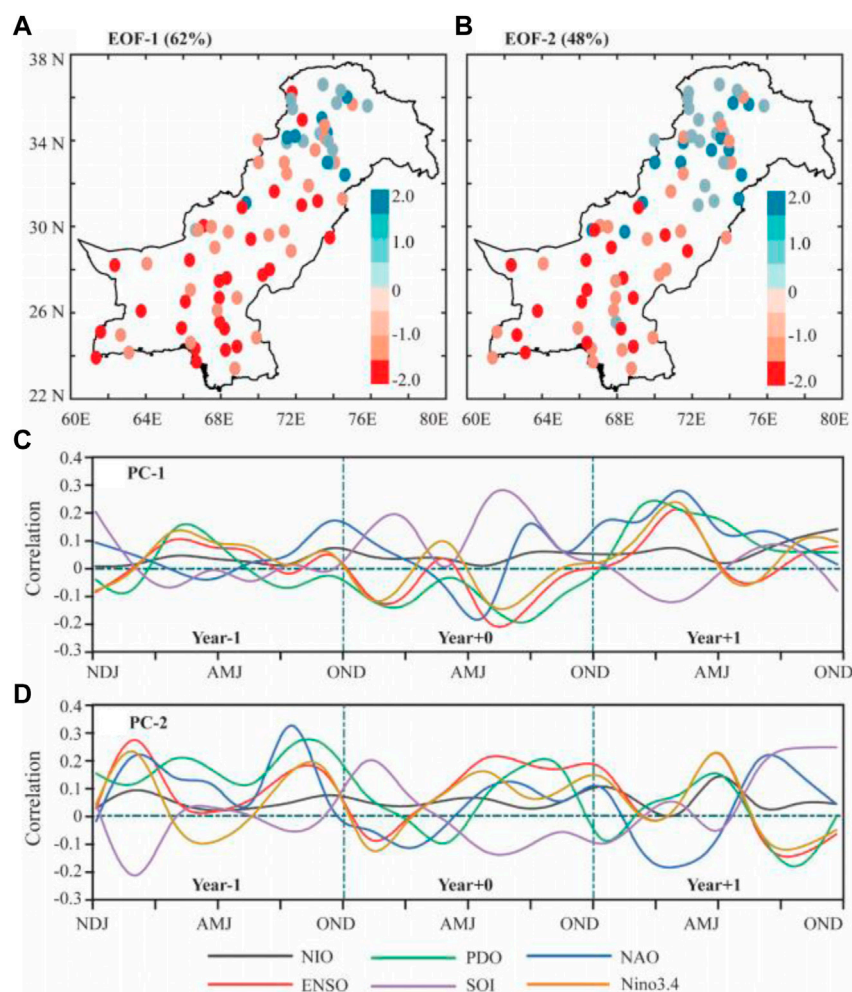 A
EOF-1 (62%)
B
EOF-2 (48%)
38 N
34 N
30 N
26 N
22 N
2.0
1.0
0
-1.0
-2.0
2.0
1.0
0
-1.0
-2.0
60E 64E 68E 72E 76E 80E
60E 64E 68E 72E 76E 80E
C
PC-1
Correlation
0.4
0.3
0.2
0.1
0
-0.1
-0.2
-0.3
Year-1 Year+0 Year+1
NDJ AMJ OND AMJ OND AMJ OND
D
PC-2
Correlation
0.4
0.3
0.2
0.1
0
-0.1
-0.2
-0.3
Year-1 Year+0 Year+1
NDJ AMJ OND AMJ OND AMJ OND
NIO PDO NAO
ENSO SOI Nino3.4